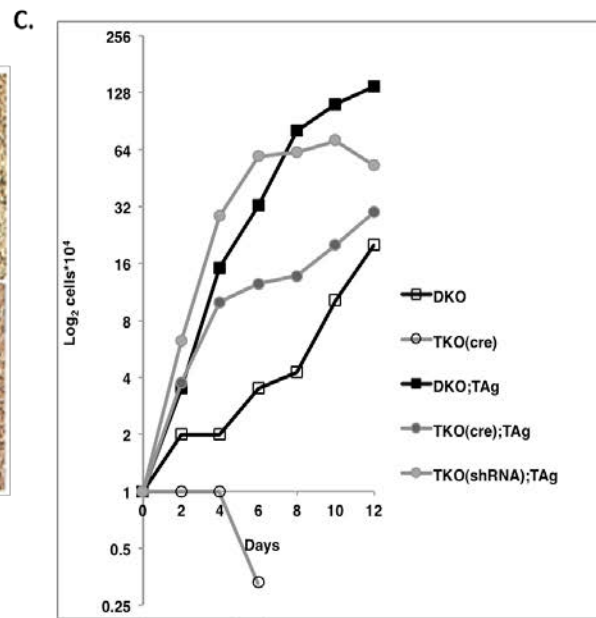 C.
256
128
64
32
16
8
4
2
1
0.5
0.25
Log2 cells*10^4
0 2 4 6 8 10 12
Days
DKO
TKO(cre)
DKO;TAg
TKO(cre);TAg
TKO(shRNA);TAg